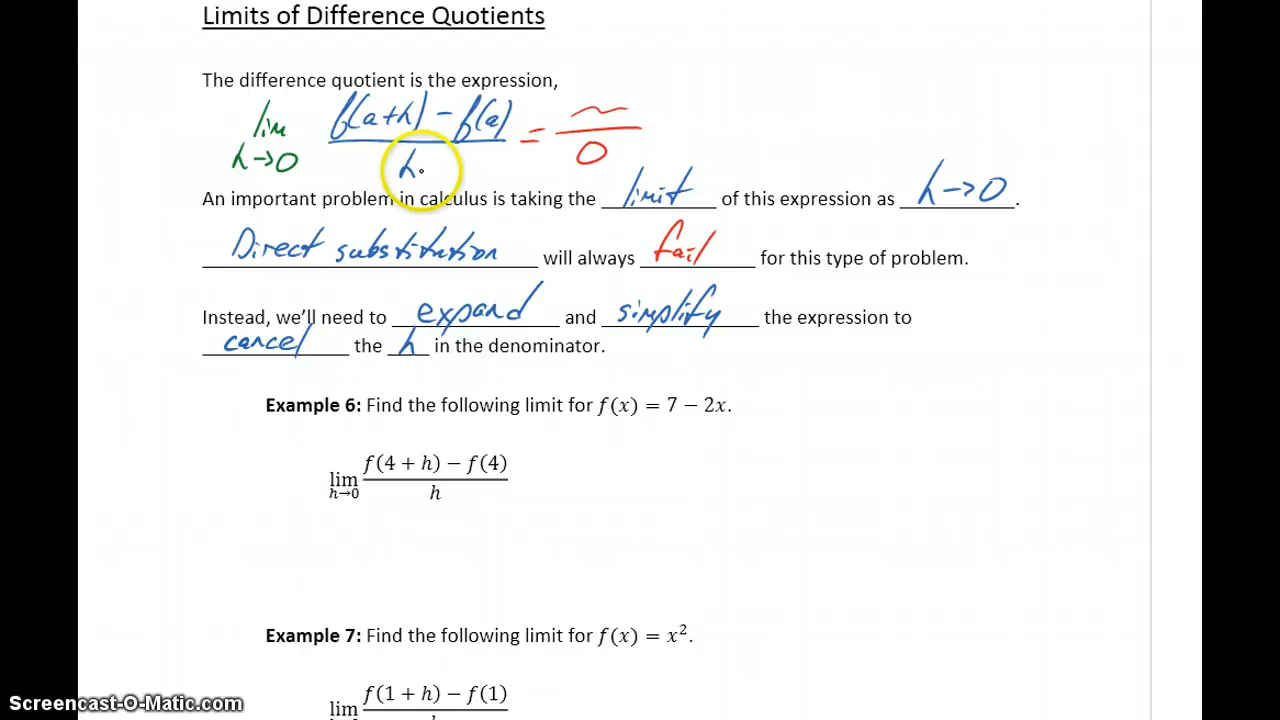 Limits of Difference Quotients
The difference quotient is the expression,
lim h→0 f(a+h) - f(a) / h = ~ / 0
An important problem in calculus is taking the limit of this expression as h→0.
Direct substitution will always fail for this type of problem.
Instead, we'll need to expand and simplify the expression to
cancel the h in the denominator.
Example 6: Find the following limit for f(x) = 7 − 2x.
lim h→0 f(4 + h) − f(4) / h
Example 7: Find the following limit for f(x) = x².
lim f(1 + h) − f(1)
Screencast-O-Matic.com